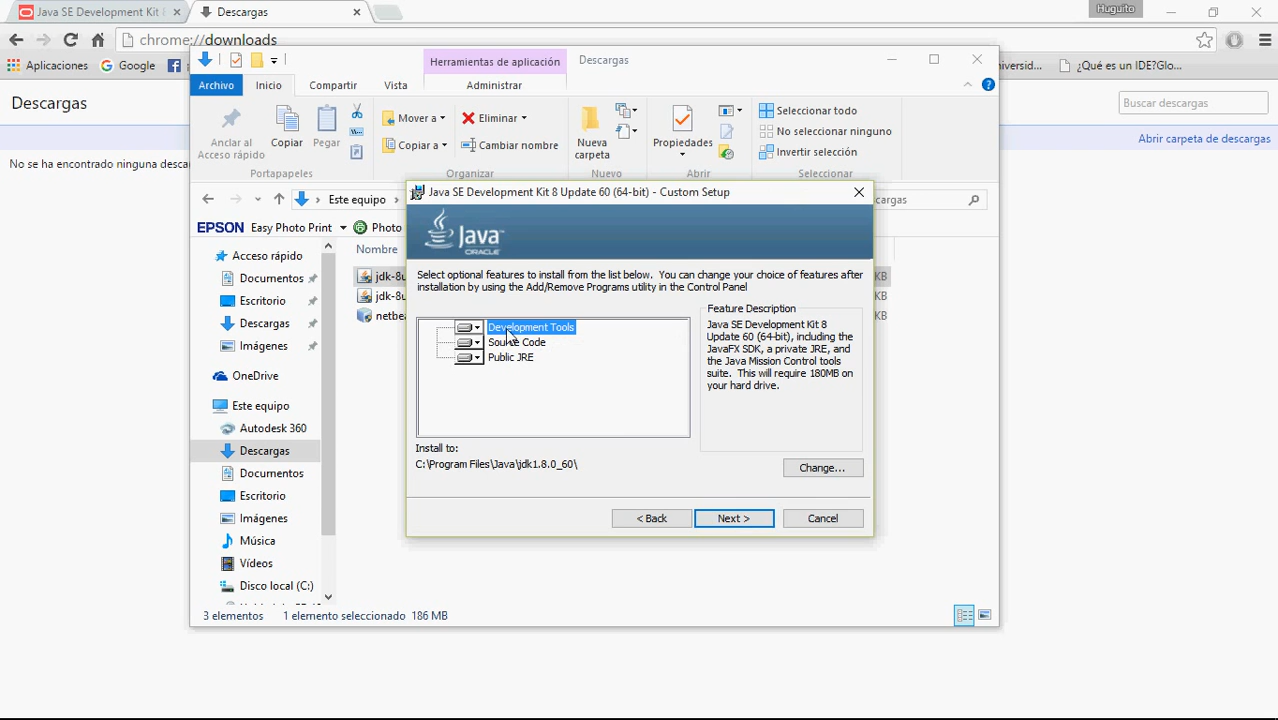 Java SE Development Kit 8
Descargas
Huguito
chrome://downloads
Aplicaciones
Google
niversid...
¿Qué es un IDE?Glo...
Descargas
Buscar descargas
Abrir carpeta de descargas
No se ha encontrado ninguna desca
Herramientas de aplicación
Descargas
Archivo
Inicio
Compartir
Vista
Administrar
Anclar al
Acceso rápido
Copiar
Pegar
Mover a
Copiar a
Eliminar
Cambiar nombre
Nueva
carpeta
Propiedades
Seleccionar todo
No seleccionar ninguno
Invertir selección
Portapapeles
Organizar
Nuevo
Abrir
Seleccionar
Este equipo
cargas
EPSON
Easy Photo Print
Photo
Nombre
Acceso rápido
Documentos
Escritorio
Descargas
Imágenes
OneDrive
Este equipo
Autodesk 360
Descargas
Documentos
Escritorio
Imágenes
Música
Vídeos
Disco local (C:)
jdk-8u
KB
jdk-8u
KB
netbea
KB
3 elementos
1 elemento seleccionado 186 MB
Java SE Development Kit 8 Update 60 (64-bit) - Custom Setup
Java
ORACLE
Select optional features to install from the list below. You can change your choice of features after
installation by using the Add/Remove Programs utility in the Control Panel
Development Tools
Source Code
Public JRE
Feature Description
Java SE Development Kit 8
Update 60 (64-bit), including the
JavaFX SDK, a private JRE, and
the Java Mission Control tools
suite. This will require 180MB on
your hard drive.
Install to:
C:\Program Files\Java\jdk1.8.0_60\
Change...
< Back
Next >
Cancel